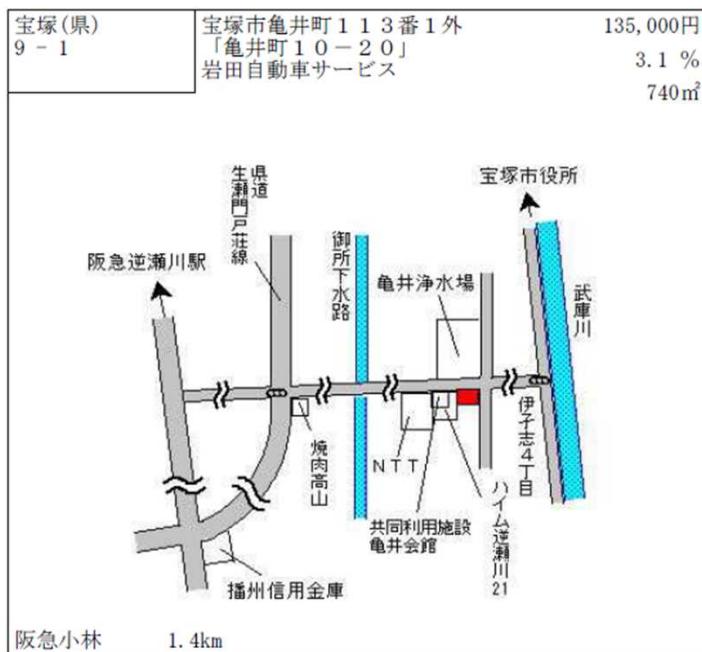 宝塚(県)
9 - 1
宝塚市亀井町１１３番１外
「亀井町１０－２０」
岩田自動車サービス
135,000円
3.1 %
740㎡
県道
生瀬門戸荘線
宝塚市役所
阪急逆瀬川駅
御所下水路
亀井浄水場
武庫川
焼肉高山
ＮＴＴ
伊孑志４丁目
ハイム逆瀬川21
共同利用施設
亀井会館
播州信用金庫
阪急小林 1.4km